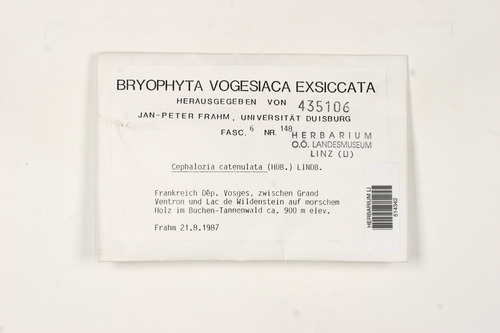 BRYOPHYTA VOGESIACA EXSICCATA
HERAUSGEGEBEN VON
435106
JAN-PETER FRAHM, UNIVERSITÄT DUISBURG
FASC. 6 NR. 148
HERBARIUM
O.Ö. LANDESMUSEUM
LINZ (LI)
Cephalozia catenulata (HÜB.) LINDB.
Frankreich Dép. Vosges, zwischen Grand
Ventron und Lac de Wildenstein auf morschem
Holz im Buchen-Tannenwald ca. 900 m elev.
Frahm 21.8.1987
HERBARIUM LI
514342